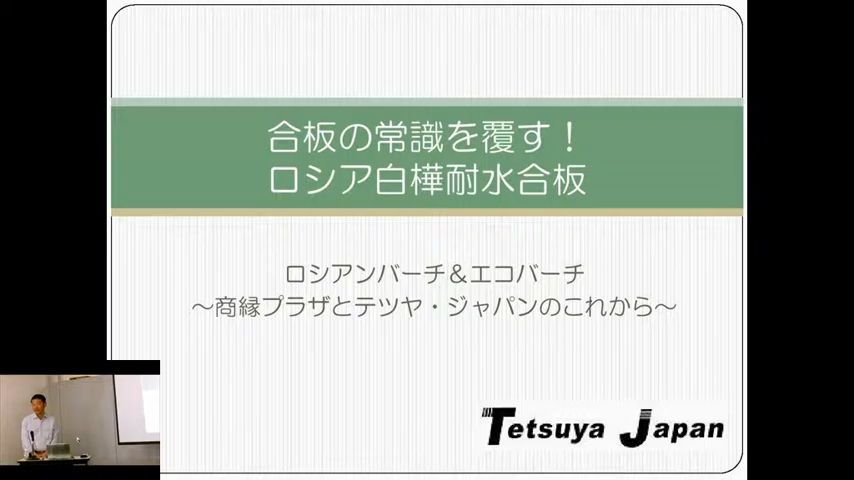 合板の常識を覆す！
ロシア白樺耐水合板
ロシアンバーチ＆エコバーチ
～商縁プラザとテツヤ・ジャパンのこれから～
Tetsuya Japan